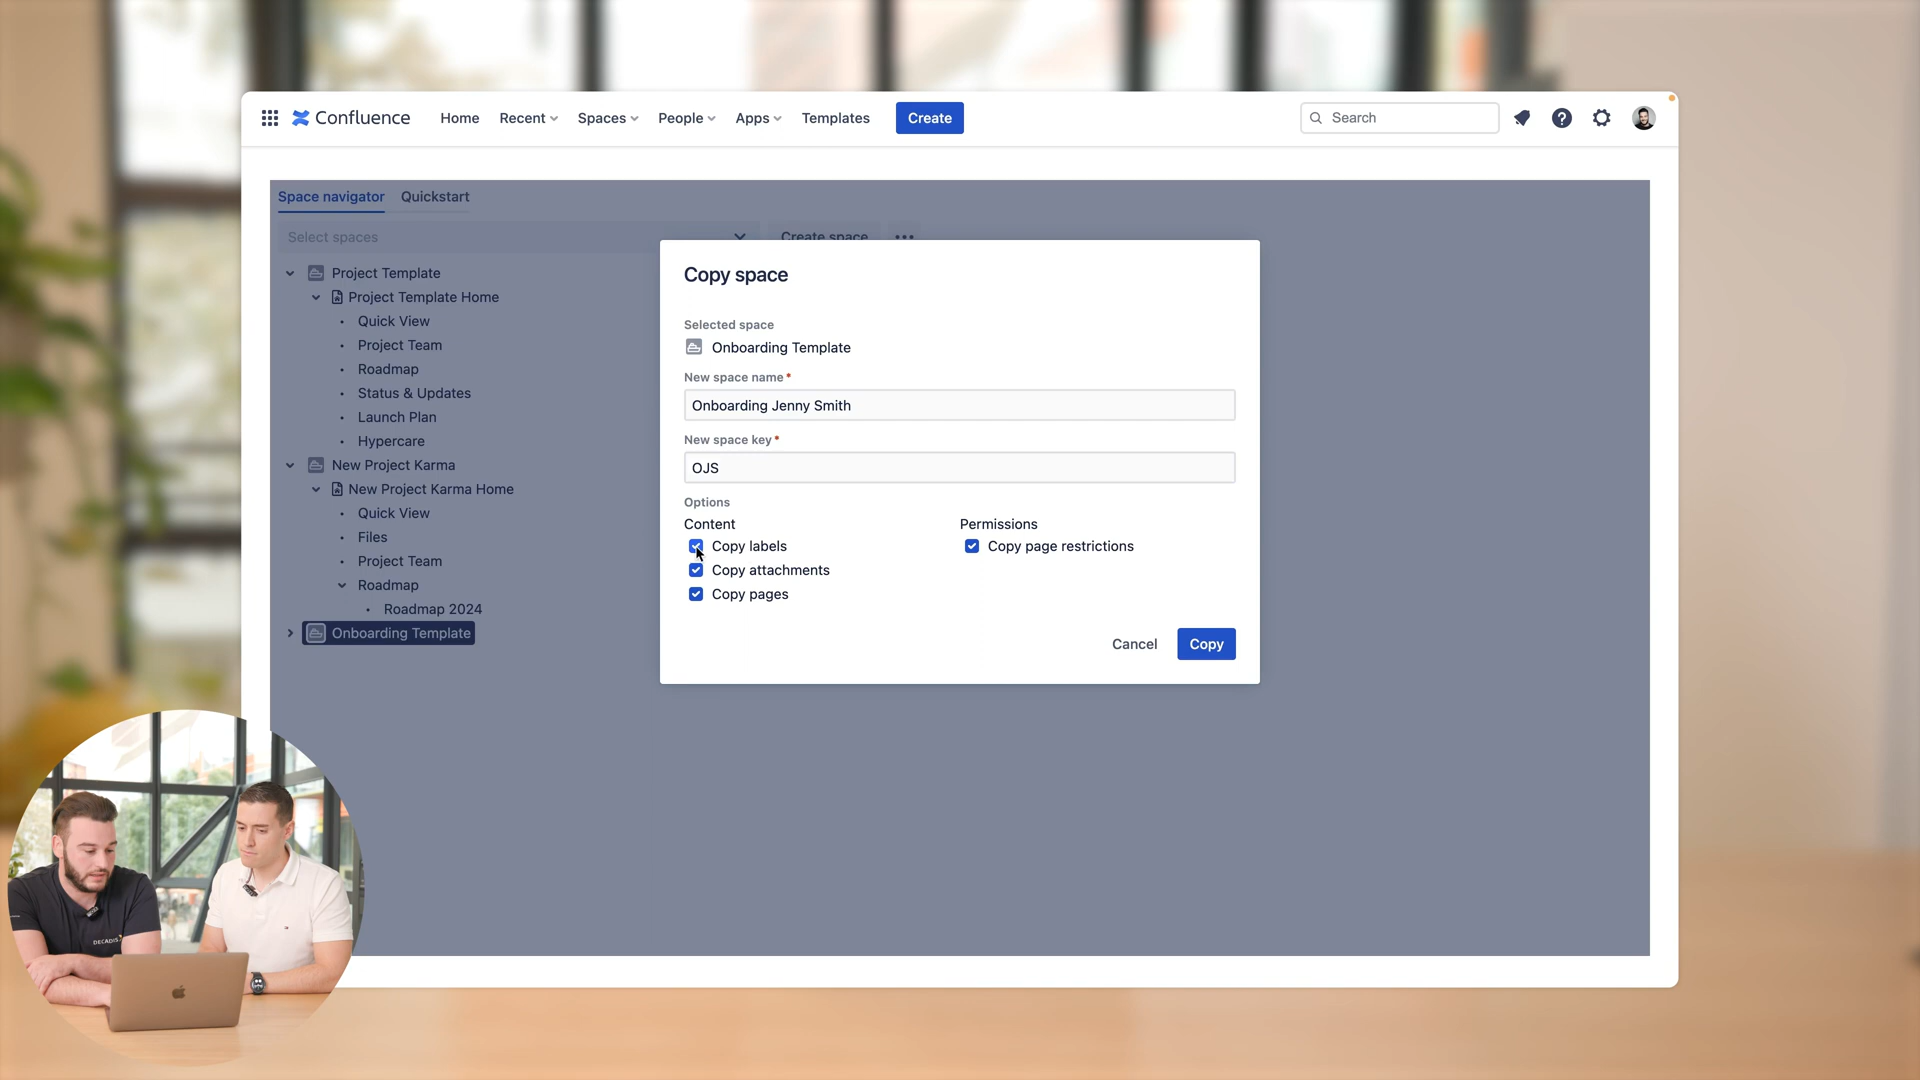 Confluence
Home
Recent
Spaces
People
Apps
Templates
Create
Search
Space navigator
Quickstart
Select spaces
Create space
Project Template
Project Template Home
Quick View
Project Team
Roadmap
Status & Updates
Launch Plan
Hypercare
New Project Karma
New Project Karma Home
Quick View
Files
Project Team
Roadmap
Roadmap 2024
Onboarding Template
Copy space
Selected space
Onboarding Template
New space name *
Onboarding Jenny Smith
New space key *
OJS
Options
Content
Permissions
Copy labels
Copy page restrictions
Copy attachments
Copy pages
Cancel
Copy
DECADIS